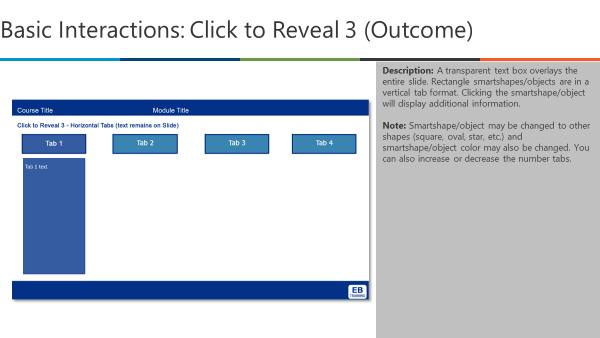 Basic Interactions: Click to Reveal 3 (Outcome)
Course Title Module Title
Click to Reveal 3 - Horizontal Tabs (text remains on Slide)
Tab 1 Tab 2 Tab 3 Tab 4
Tab 1 text
EB
TRAINING
Description: A transparent text box overlays the
entire slide. Rectangle smartshapes/objects are in a
vertical tab format. Clicking the smartshape/object
will display additional information.
Note: Smartshape/object may be changed to other
shapes (square, oval, star, etc.) and
smartshape/object color may also be changed. You
can also increase or decrease the number tabs.